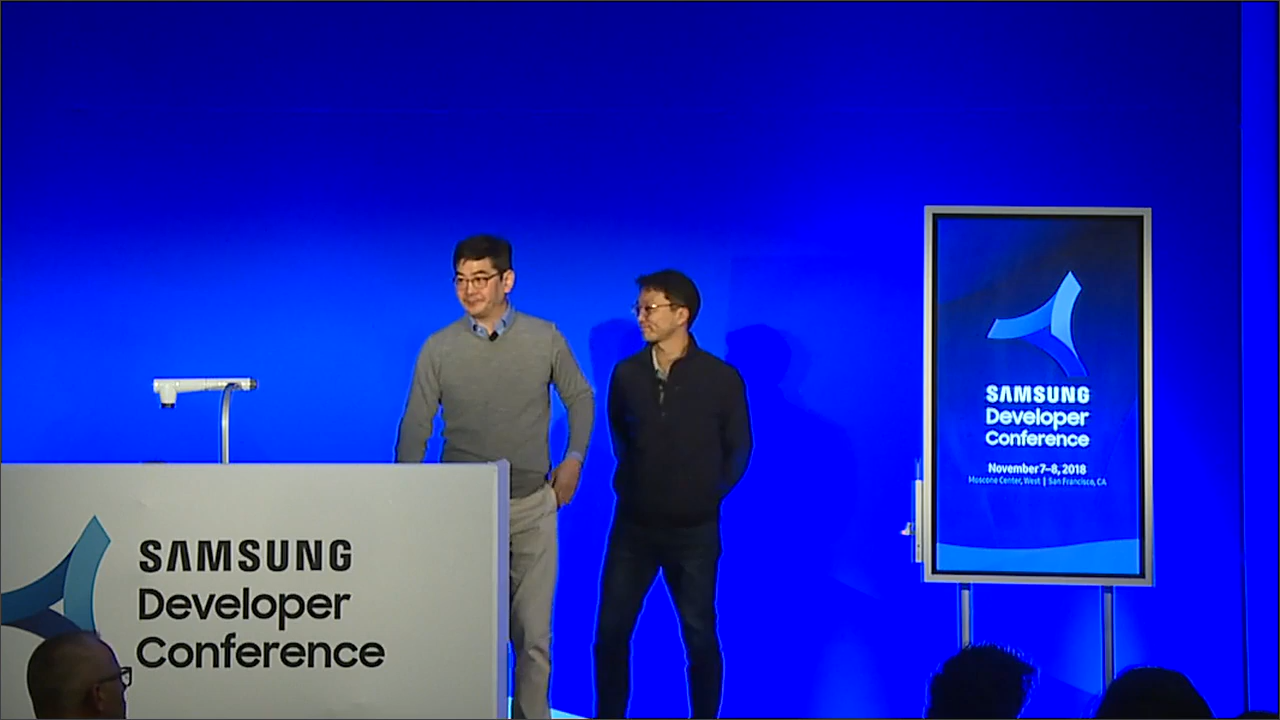 SAMSUNG
Developer
Conference
SAMSUNG
Developer
Conference
November 7–8, 2018
Moscone Center, West | San Francisco, CA